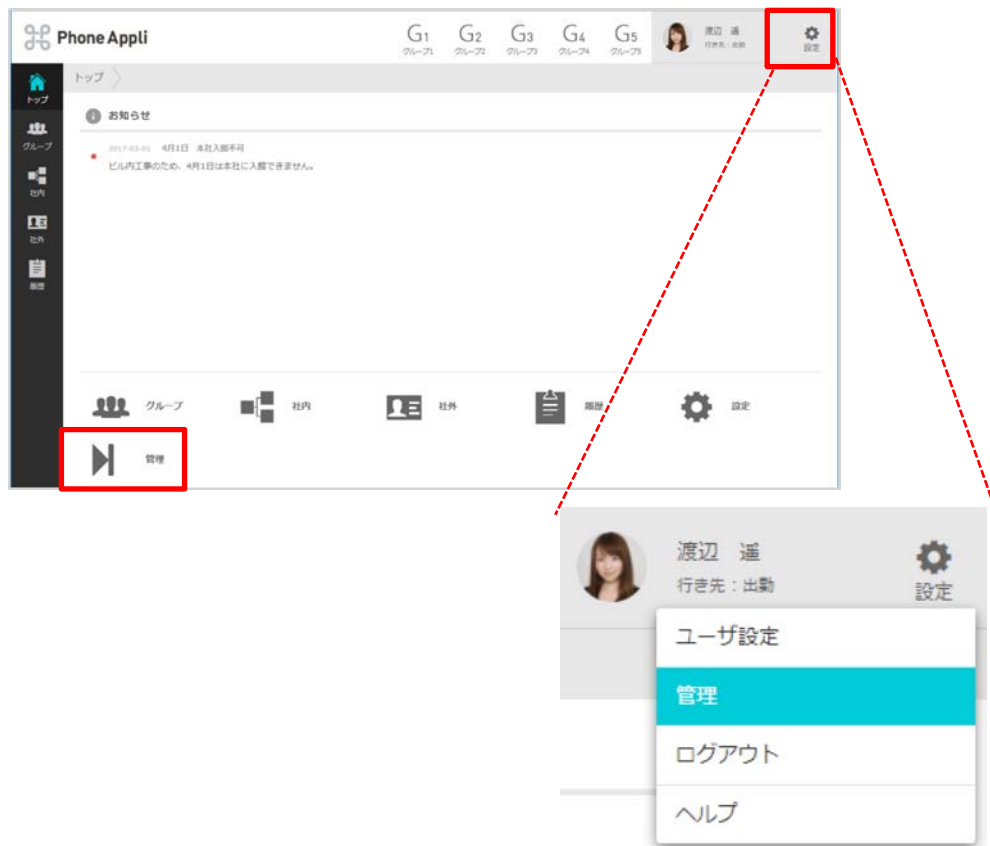 Phone Appli
G1 G2 G3 G4 G5
グループ1 グループ2 グループ3 グループ4 グループ5
渡辺 遥
行き先：出勤
設定
トップ
トップ
グループ
社内
社外
履歴
お知らせ
2017-03-01 4月1日 本社入館不可
ビル内工事のため、4月1日は本社に入館できません。
グループ 社内 社外 履歴 設定
管理
渡辺 遥
行き先：出勤
設定
ユーザ設定
管理
ログアウト
ヘルプ